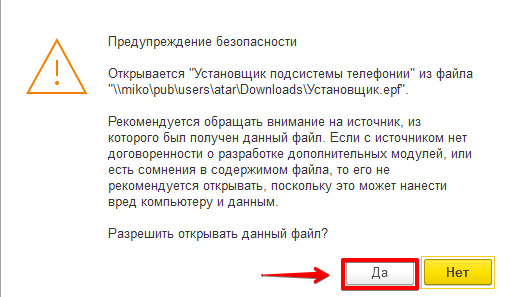 Предупреждение безопасности
Открывается "Установщик подсистемы телефонии" из файла
"\\miko\pub\users\atar\Downloads\Установщик.epf".
Рекомендуется обращать внимание на источник, из
которого был получен данный файл. Если с источником нет
договоренности о разработке дополнительных модулей, или
есть сомнения в содержимом файла, то его не
рекомендуется открывать, поскольку это может нанести
вред компьютеру и данным.
Разрешить открывать данный файл?
Да Нет